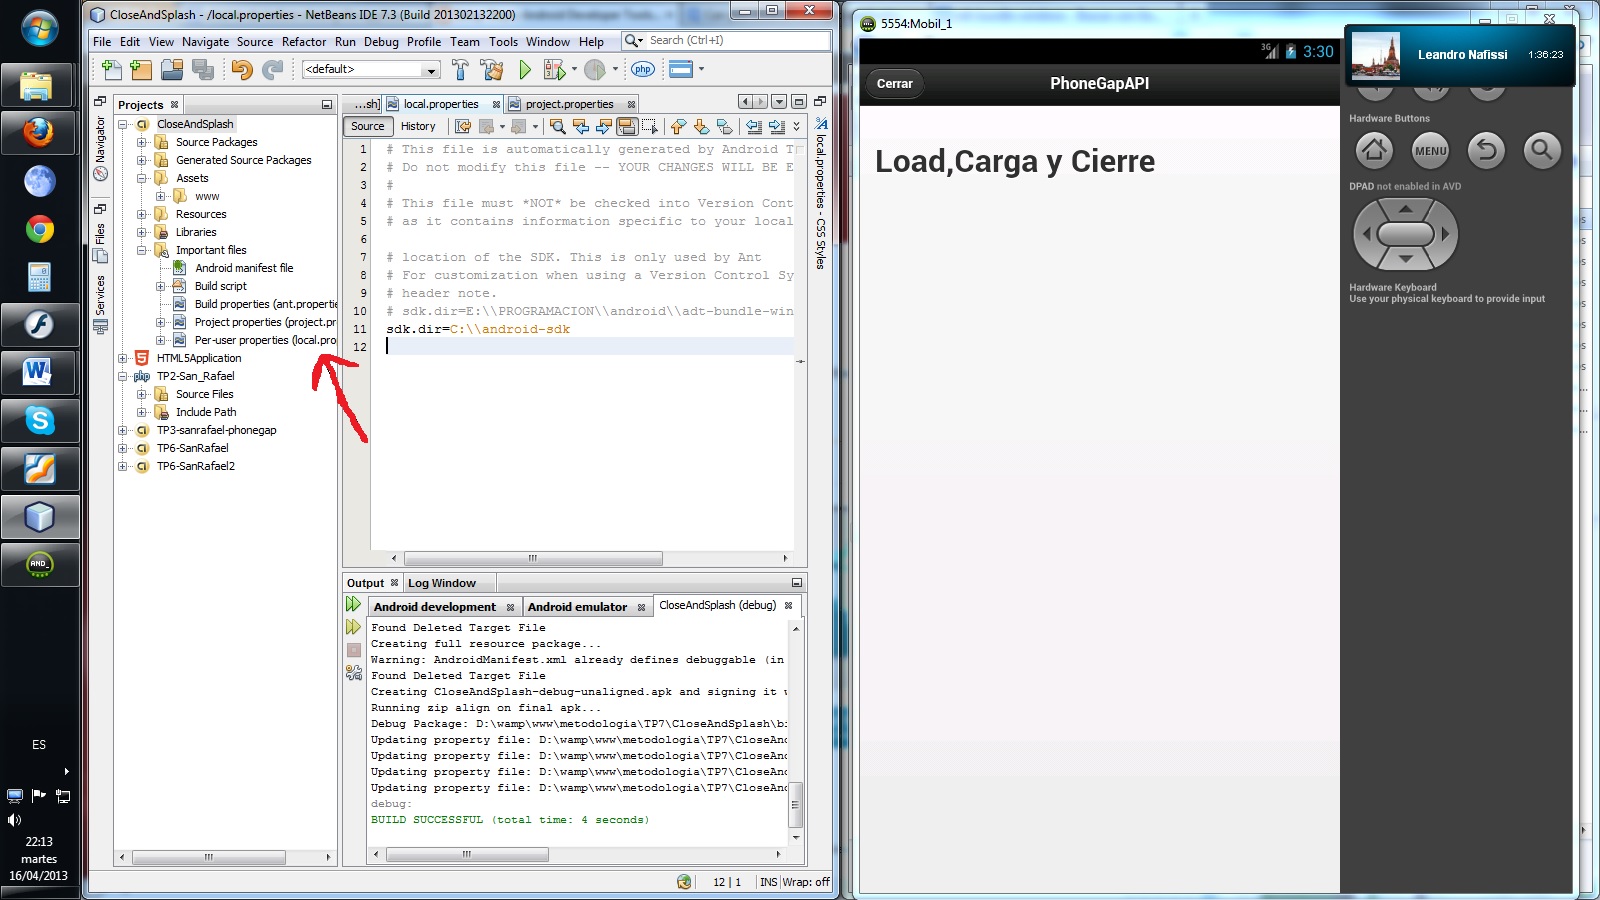 CloseAndSplash - /local.properties - NetBeans IDE 7.3 (Build 201302132200)
File Edit View Navigate Source Refactor Run Debug Profile Team Tools Window Help
Search (Ctrl+I)
<default>
php
Projects
CloseAndSplash
Source Packages
Generated Source Packages
Assets
www
Resources
Libraries
Important files
Android manifest file
Build script
Build properties (ant.propertie
Project properties (project.pr
Per-user properties (local.pro
HTML5Application
TP2-San_Rafael
Source Files
Include Path
TP3-sanrafael-phonegap
TP6-SanRafael
TP6-SanRafael2
Navigator
Files
Services
...sh] local.properties project.properties
Source History
1 # This file is automatically generated by Android T
2 # Do not modify this file -- YOUR CHANGES WILL BE E
3 #
4 # This file must *NOT* be checked into Version Cont
5 # as it contains information specific to your local
6
7 # location of the SDK. This is only used by Ant
8 # For customization when using a Version Control Sy
9 # header note.
10 # sdk.dir=E:\\PROGRAMACION\\android\\adt-bundle-win
11 sdk.dir=C:\\android-sdk
12
local.properties - CSS Styles
Output Log Window
Android development Android emulator CloseAndSplash (debug)
Found Deleted Target File
Creating full resource package...
Warning: AndroidManifest.xml already defines debuggable (in
Found Deleted Target File
Creating CloseAndSplash-debug-unaligned.apk and signing it w
Running zip align on final apk...
Debug Package: D:\wamp\www\metodologia\TP7\CloseAndSplash\bi
Updating property file: D:\wamp\www\metodologia\TP7\CloseAnd
Updating property file: D:\wamp\www\metodologia\TP7\CloseAnd
Updating property file: D:\wamp\www\metodologia\TP7\CloseAnd
Updating property file: D:\wamp\www\metodologia\TP7\CloseAnd
debug:
BUILD SUCCESSFUL (total time: 4 seconds)
12 | 1 INS Wrap: off
ES
22:13
martes
16/04/2013
5554:Mobil_1
3G 3:30
Cerrar PhoneGapAPI
Load,Carga y Cierre
Leandro Nafissi 1:36:23
Hardware Buttons
MENU
DPAD not enabled in AVD
Hardware Keyboard
Use your physical keyboard to provide input